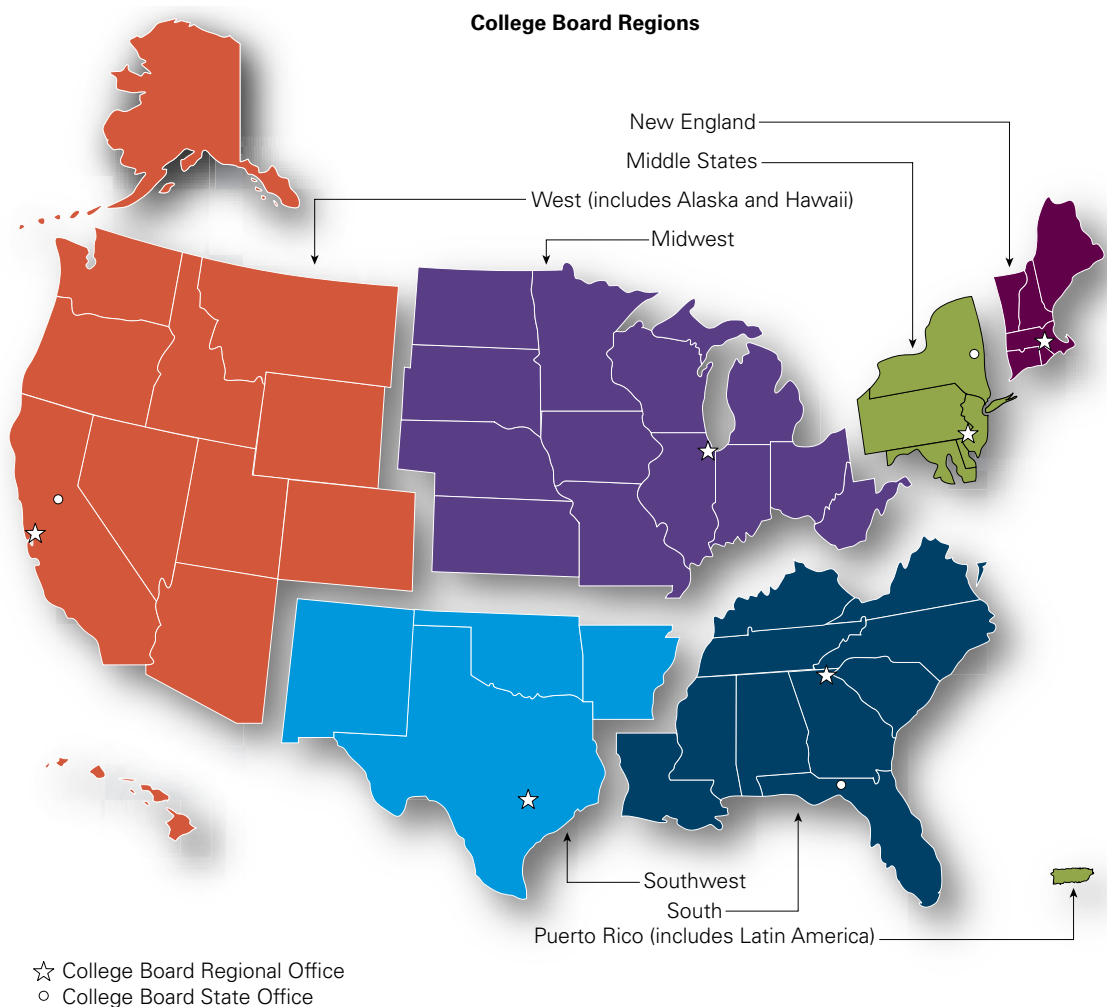 College Board Regions
New England
Middle States
West (includes Alaska and Hawaii)
Midwest
Southwest
South
Puerto Rico (includes Latin America)
College Board Regional Office
College Board State Office